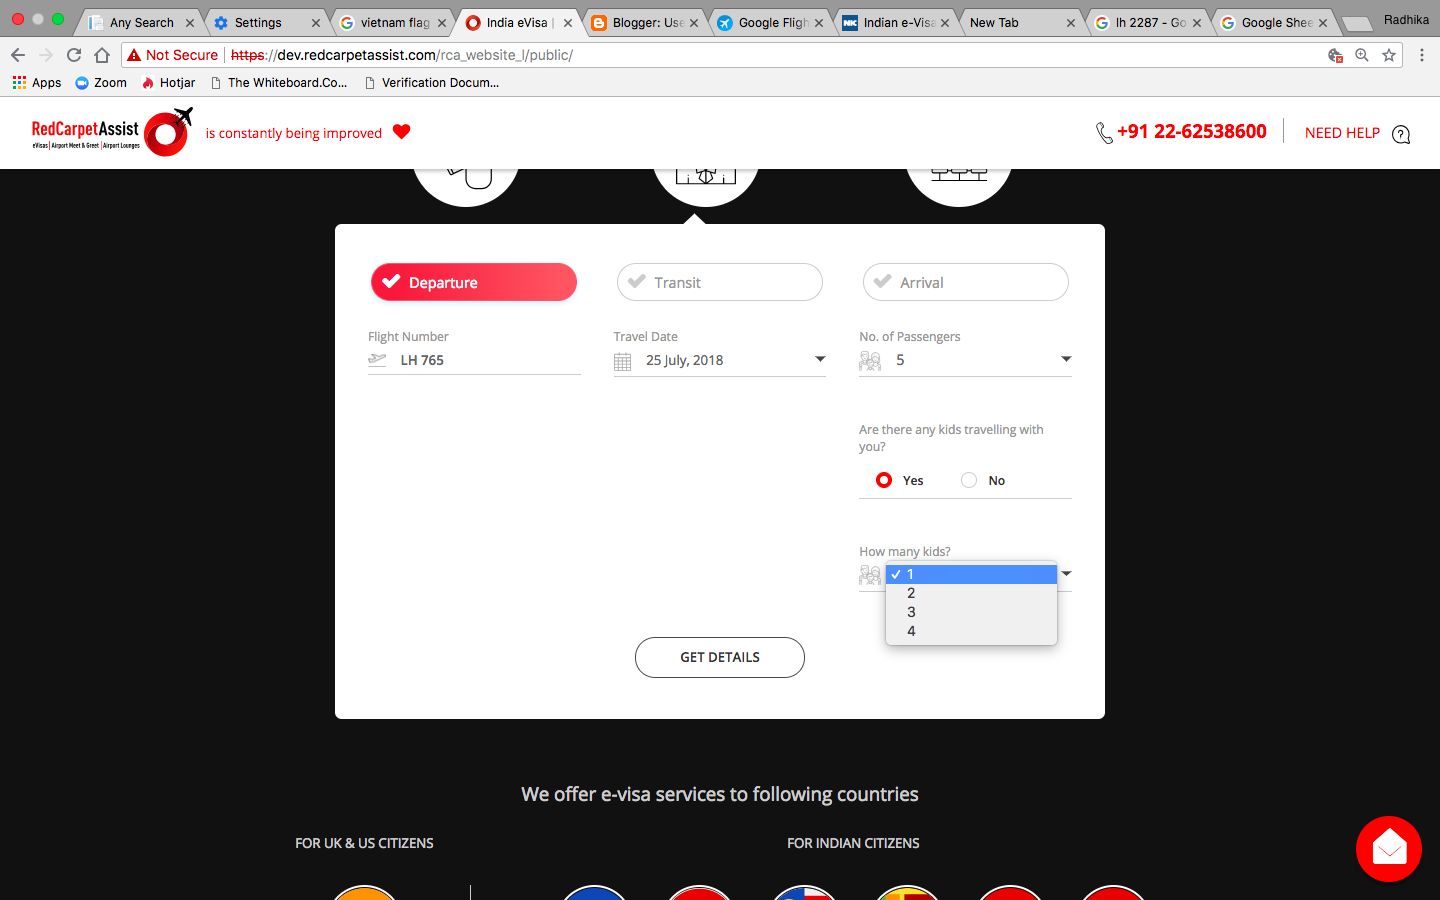 Any Search
Settings
vietnam flag
India eVisa |
Blogger: Use
Google Fligh
Indian e-Visa
New Tab
lh 2287 - Go
Google Shee
Radhika
Not Secure
https://dev.redcarpetassist.com/rca_website_l/public/
Apps
Zoom
Hotjar
The Whiteboard.Co...
Verification Docum...
RedCarpetAssist
eVisas | Airport Meet & Greet | Airport Lounges
is constantly being improved
+91 22-62538600
NEED HELP
?
Departure
Transit
Arrival
Flight Number
Travel Date
No. of Passengers
LH 765
25 July, 2018
5
Are there any kids travelling with
you?
Yes
No
How many kids?
1
2
3
4
GET DETAILS
We offer e-visa services to following countries
FOR UK & US CITIZENS
FOR INDIAN CITIZENS